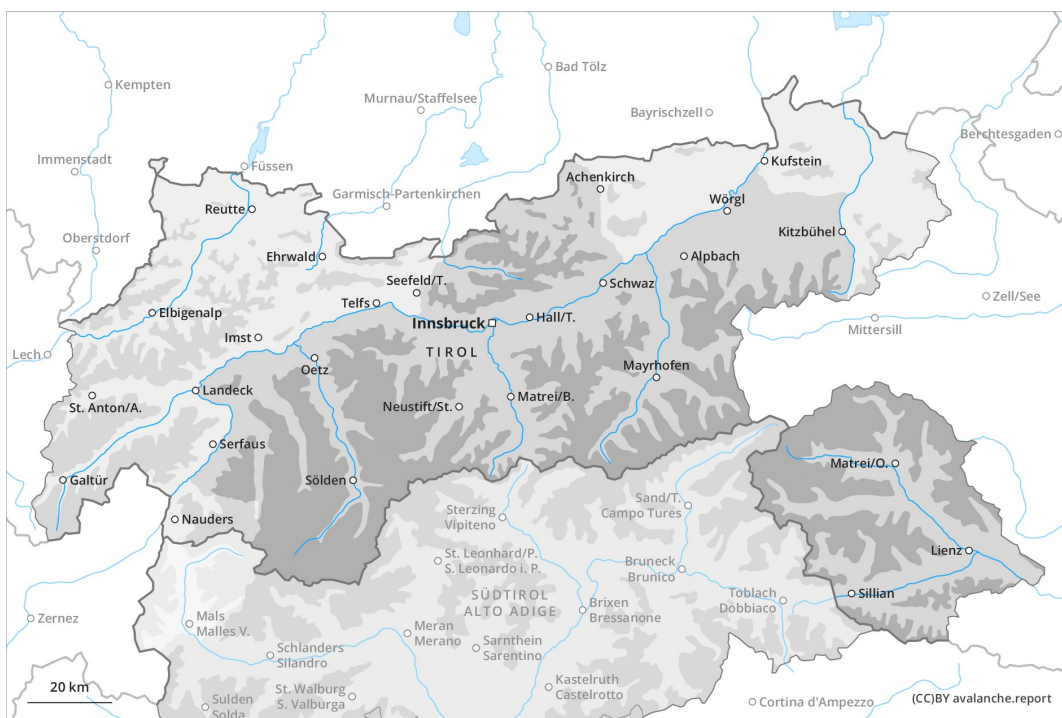 Kempten
Bad Tölz
Murnau/Staffelsee
Bayrischzell
Berchtesgaden
Immenstadt
Füssen
Kufstein
Achenkirch
Garmisch-Partenkirchen
Reutte
Wörgl
Kitzbühel
Oberstdorf
Ehrwald
Alpbach
Seefeld/T.
Schwaz
Zell/See
Telfs
Elbigenalp
Innsbruck
Hall/T.
Mittersill
Imst
TIROL
Lech
Oetz
Mayrhofen
Landeck
St. Anton/A.
Matrei/B.
Neustift/St.
Serfaus
Matrei/O.
Galtür
Sölden
Sand/T.
Campo Tures
Sterzing
Vipiteno
Nauders
Lienz
St. Leonhard/P.
S. Leonardo i. P.
Bruneck
Brunico
SÜDTIROL
ALTO ADIGE
Sillian
Toblach
Dobbiaco
Brixen
Bressanone
Zernez
Mals
Malles V.
Meran
Merano
Sarnthein
Sarentino
Schlanders
Silandro
Kastelruth
Castelrotto
20 km
St. Walburg
S. Valburga
Sulden
Solda
Cortina d'Ampezzo
(CC)BY avalanche.report